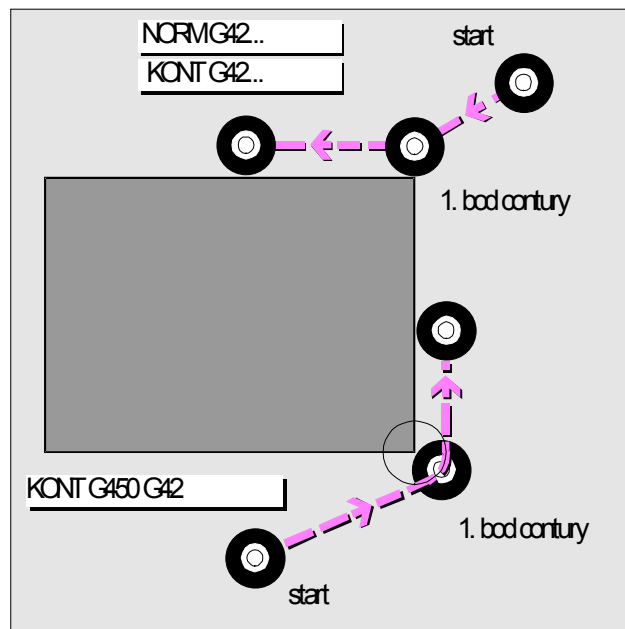 NORM G42...
start
KONT G42...
1. bod contury
KONT G450 G42
1. bod contury
start